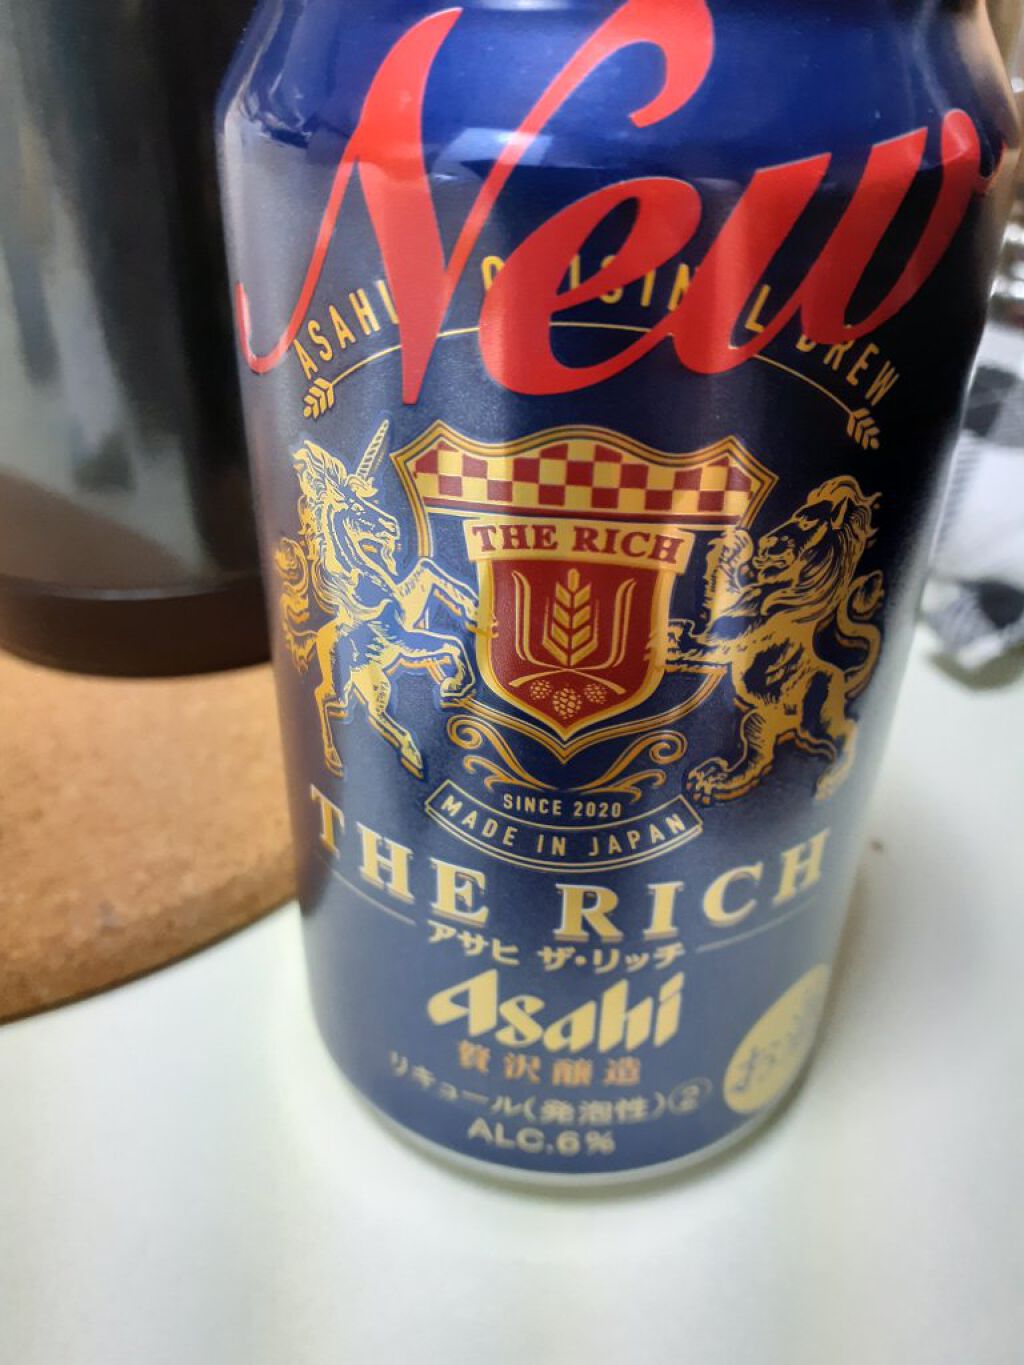 New
ASAHI ORIGINAL BREW
THE RICH
SINCE 2020
MADE IN JAPAN
THE RICH
アサヒ ザ・リッチ
Asahi
贅沢醸造
リキュール(発泡性)②
ALC.6%